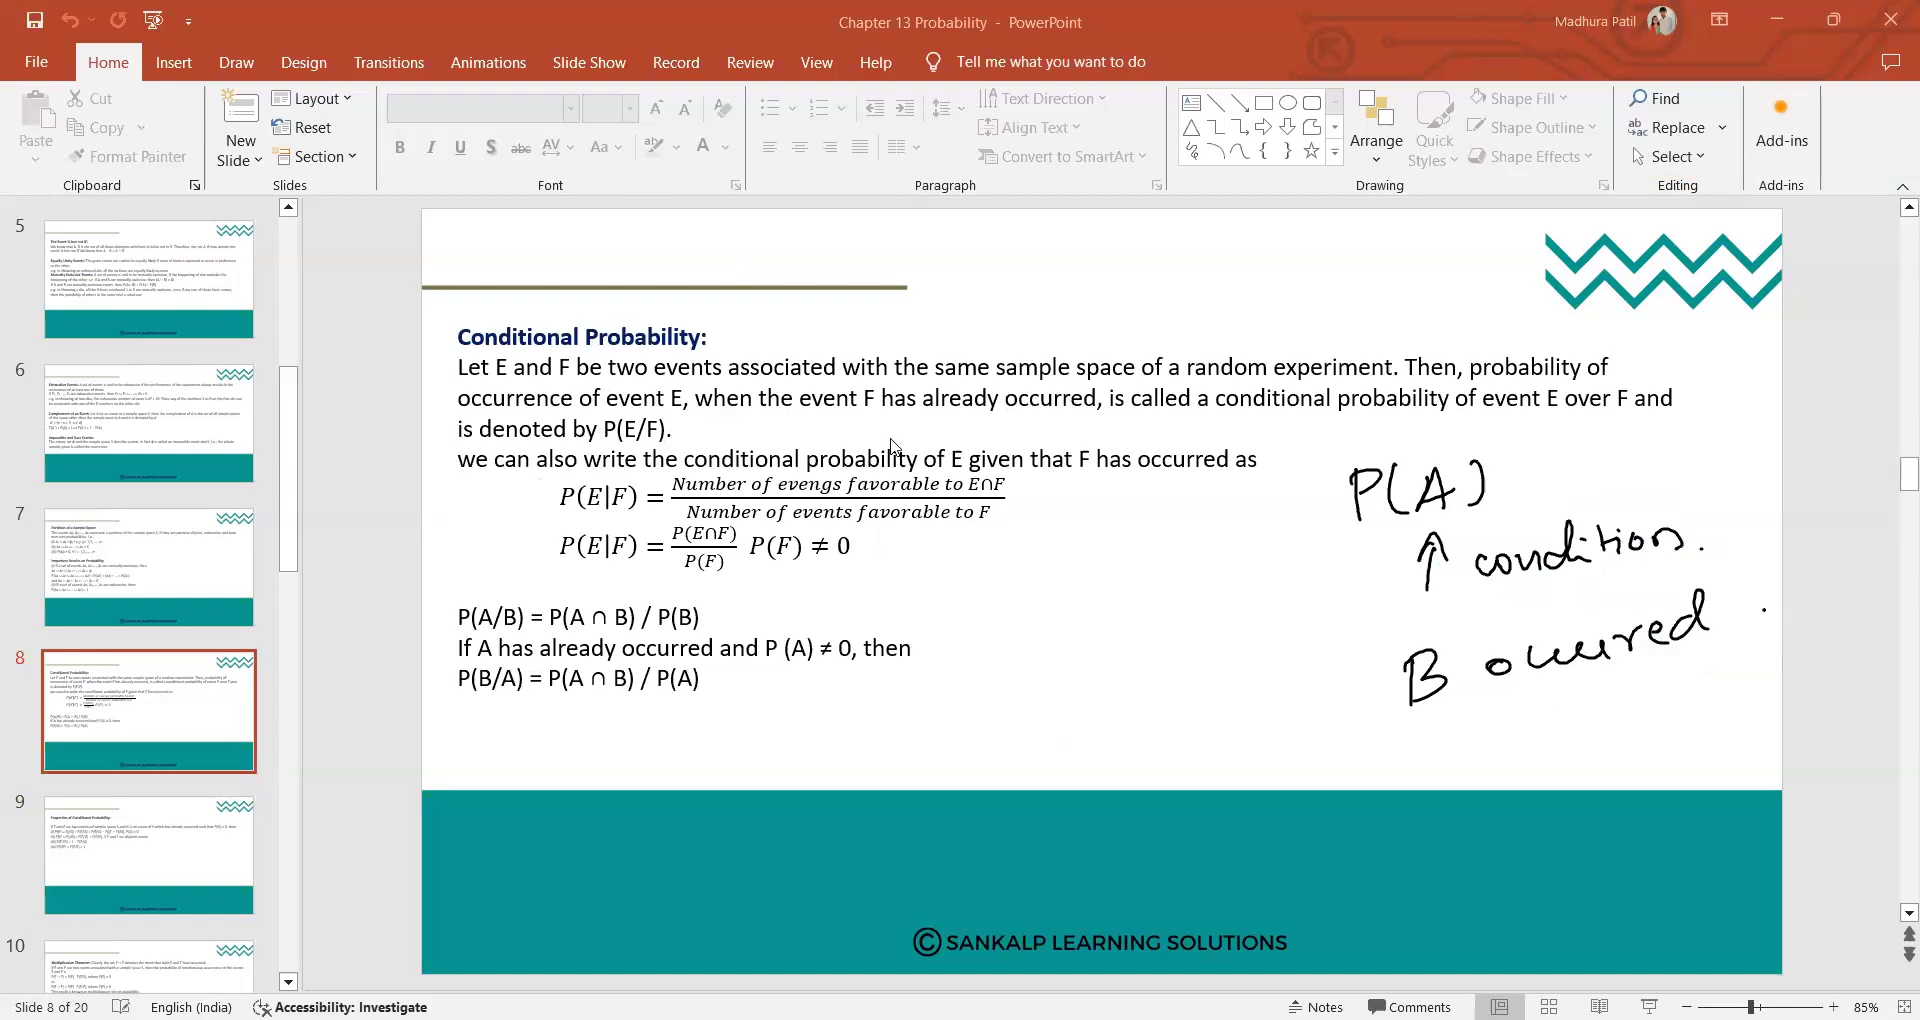 Chapter 13 Probability - PowerPoint
Madhura Patil
File Home Insert Draw Design Transitions Animations Slide Show Record Review View Help Tell me what you want to do
Paste
Cut
Copy
Format Painter
Clipboard
New Slide
Layout
Reset
Section
Slides
Font
Text Direction
Align Text
Convert to SmartArt
Paragraph
Arrange
Quick Styles
Shape Fill
Shape Outline
Shape Effects
Drawing
Find
Replace
Select
Editing
Add-ins
Add-ins
5
6
7
8
9
10
Conditional Probability:
Let E and F be two events associated with the same sample space of a random experiment. Then, probability of
occurrence of event E, when the event F has already occurred, is called a conditional probability of event E over F and
is denoted by P(E/F).
we can also write the conditional probability of E given that F has occurred as
P(E|F) = Number of evengs favorable to E∩F / Number of events favorable to F
P(E|F) = P(E∩F) / P(F) P(F) ≠ 0
P(A/B) = P(A ∩ B) / P(B)
If A has already occurred and P (A) ≠ 0, then
P(B/A) = P(A ∩ B) / P(A)
P(A)
↑ condition.
B occurred
© SANKALP LEARNING SOLUTIONS
Slide 8 of 20 English (India) Accessibility: Investigate Notes Comments 85%